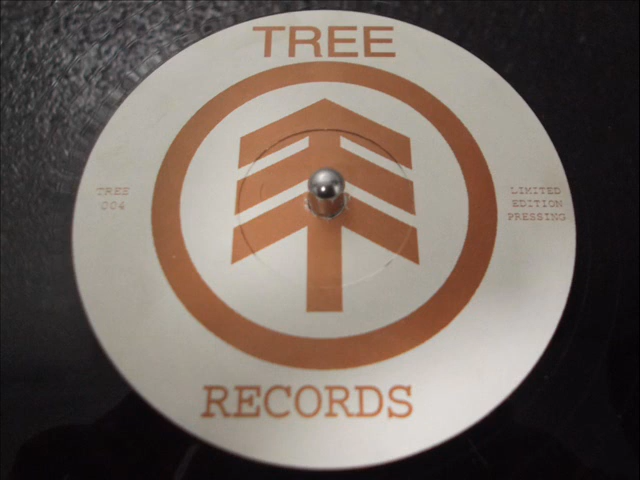 TREE
TREE
004
LIMITED
EDITION
PRESSING
RECORDS